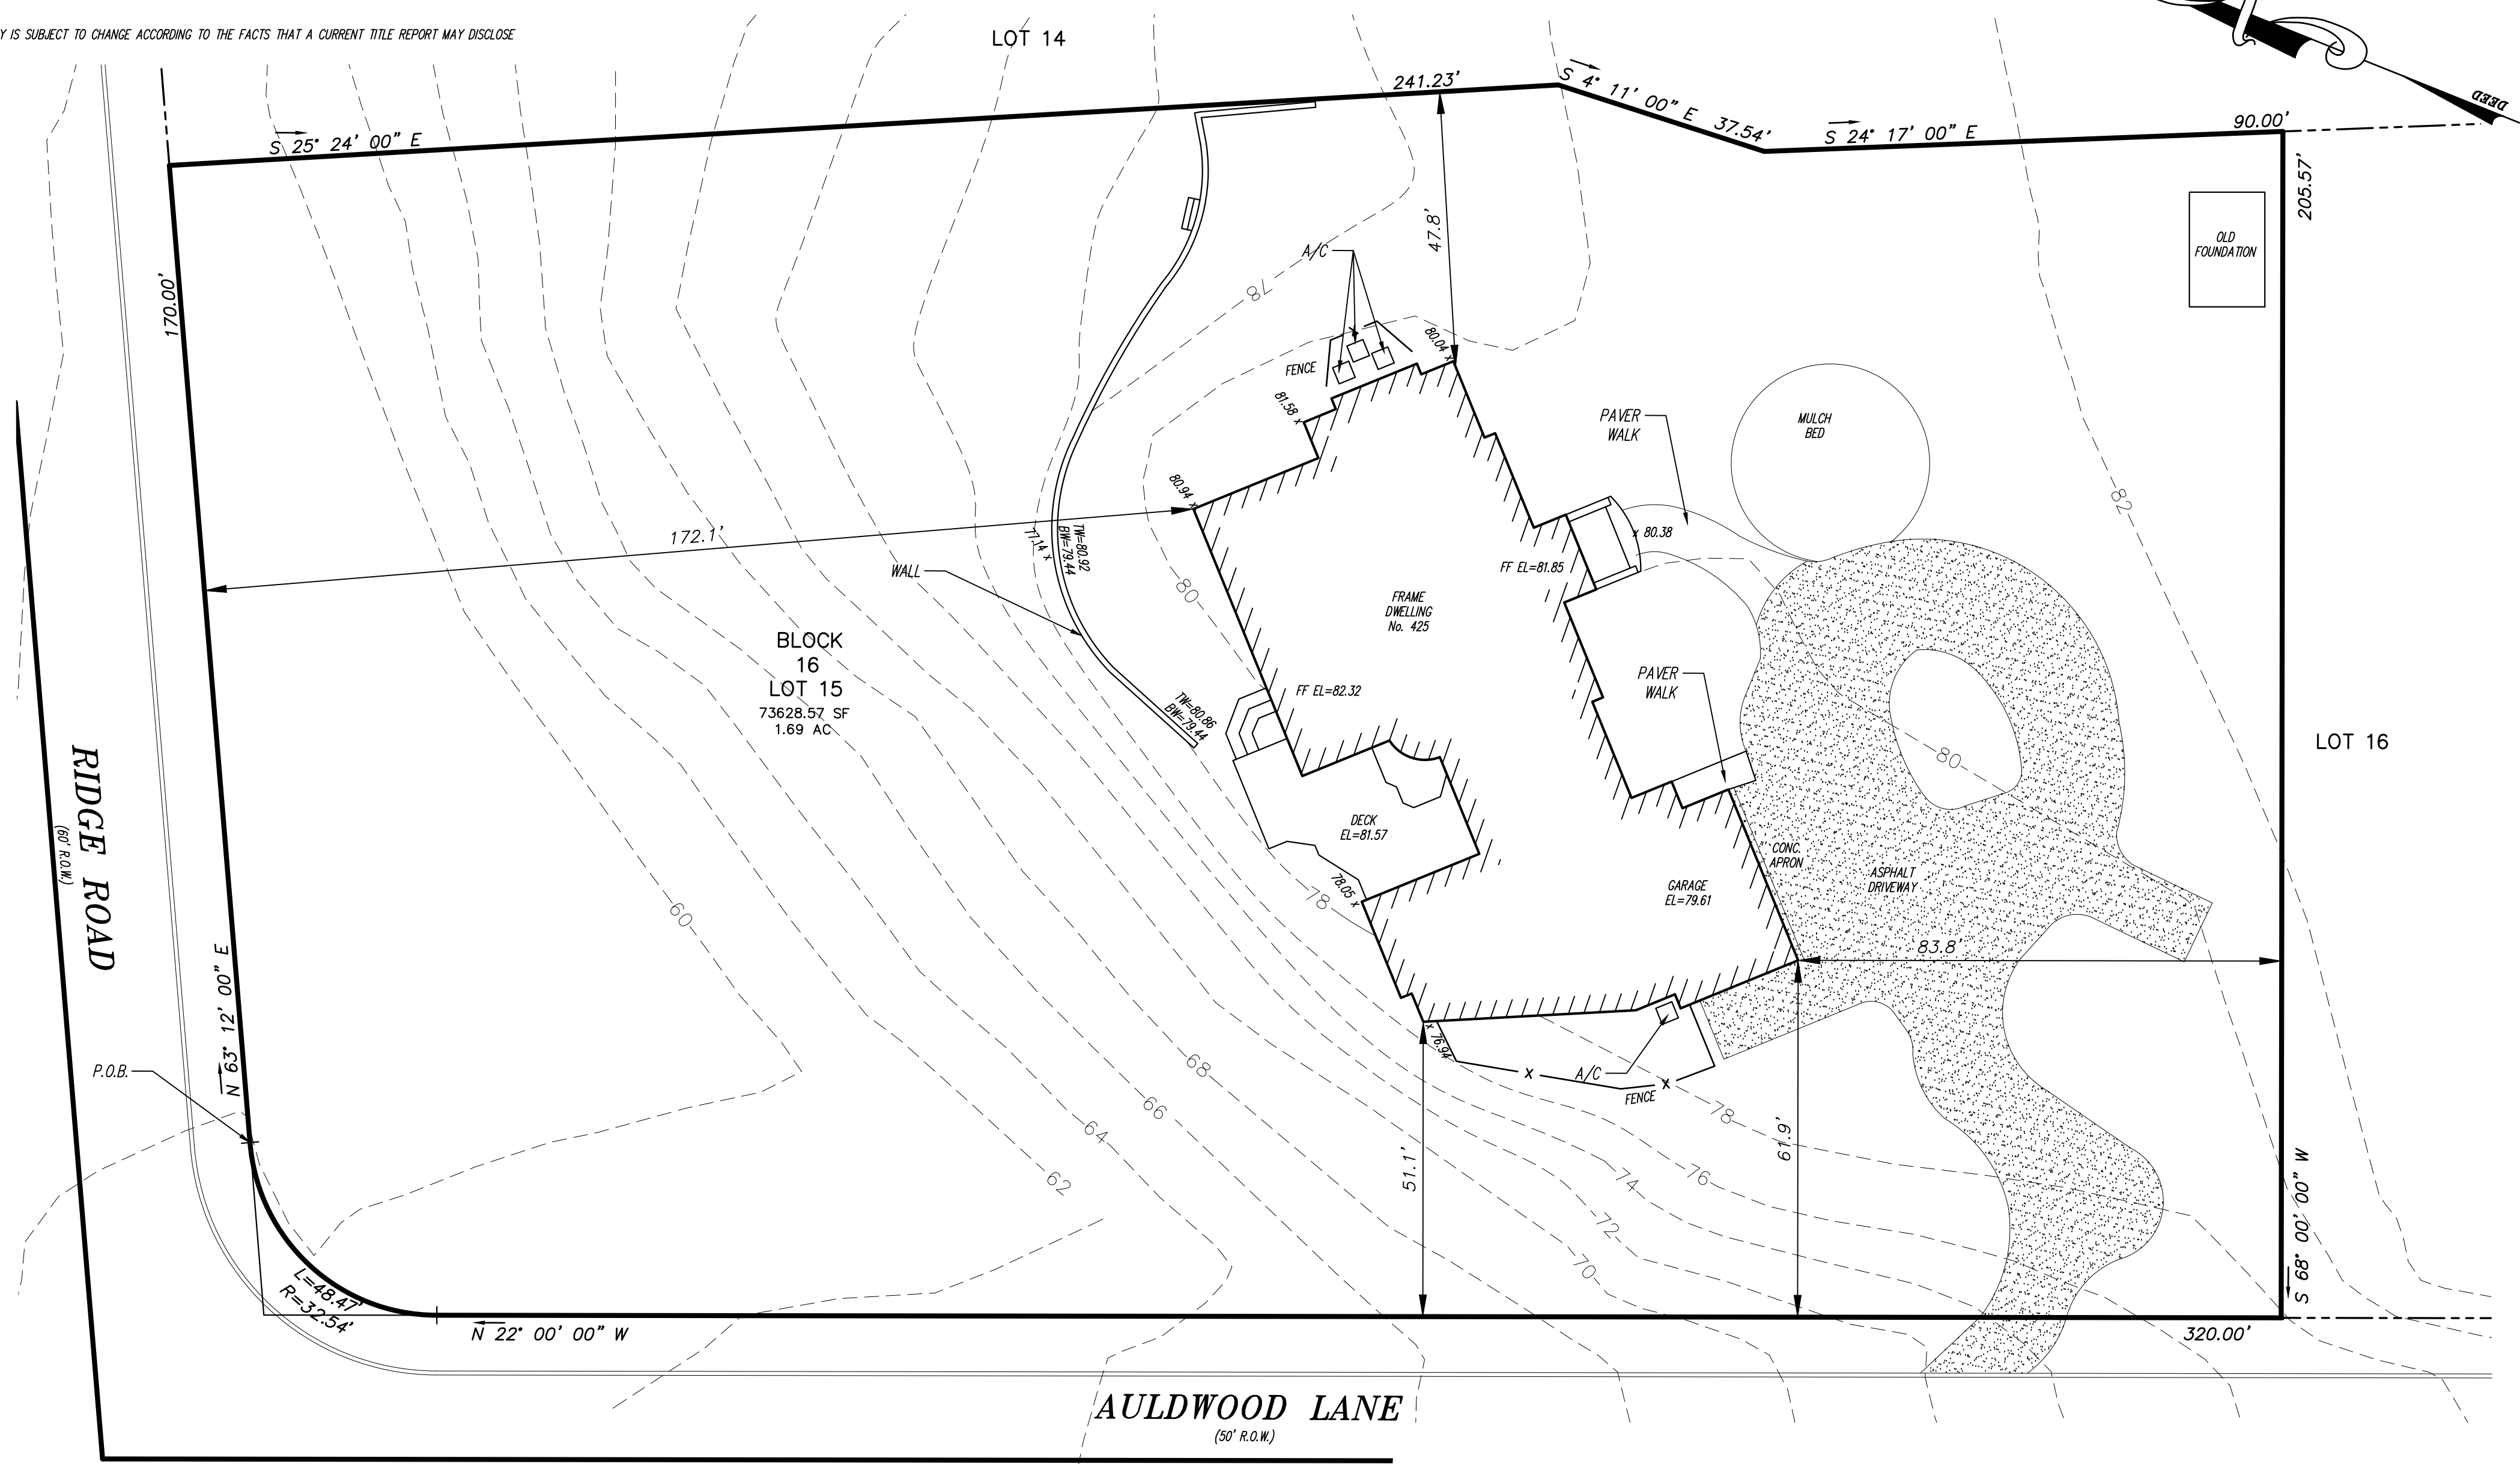 Y IS SUBJECT TO CHANGE ACCORDING TO THE FACTS THAT A CURRENT TITLE REPORT MAY DISCLOSE
LOT 14
DEED
241.23'
S 4° 11' 00" E 37.54'
S 24° 17' 00" E
90.00'
S 25° 24' 00" E
205.57'
170.00'
OLD
FOUNDATION
47.8'
A/C
78
FENCE
80.04 x
81.58 x
PAVER
WALK
MULCH
BED
82
80.94 x
172.1'
TW=80.92
BW=79.44
77.14 x
x 80.38
WALL
FF EL=81.85
80
FRAME
DWELLING
No. 425
BLOCK
16
LOT 15
73628.57 SF
1.69 AC
FF EL=82.32
TW=80.86
BW=79.44
PAVER
WALK
80
LOT 16
RIDGE ROAD
(60' R.O.W.)
DECK
EL=81.57
CONC.
APRON
ASPHALT
DRIVEWAY
GARAGE
EL=79.61
78.05 x
78
60
83.8'
N 63° 12' 00" E
P.O.B.
x 76.94
x
A/C
x
FENCE
68
66
64
62
78
76
74
72
70
51.1'
61.9'
S 68° 00' 00" W
L=48.47'
R=32.54'
N 22° 00' 00" W
320.00'
AULDWOOD LANE
(50' R.O.W.)